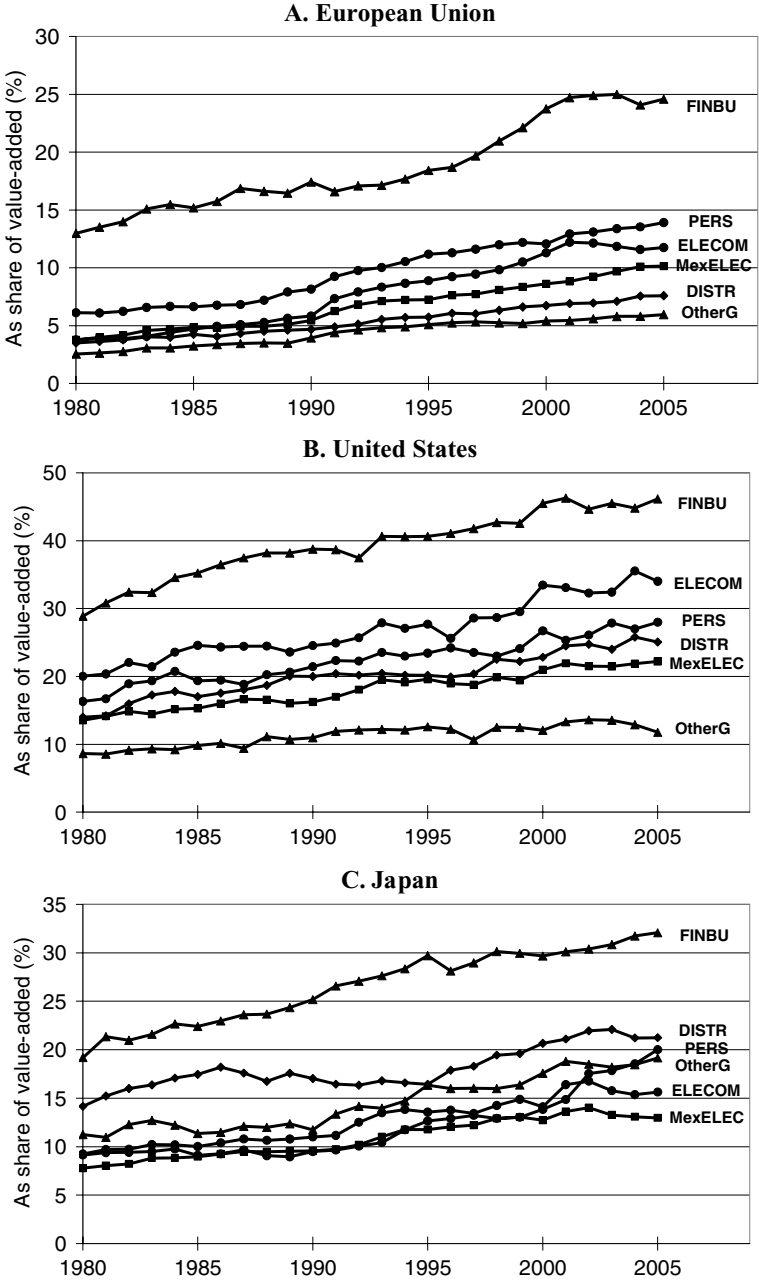 A. European Union
As share of value-added (%)
30
25
20
15
10
5
0
FINBU
PERS
ELECOM
MexELEC
DISTR
OtherG
1980 1985 1990 1995 2000 2005
B. United States
As share of value-added (%)
50
40
30
20
10
0
FINBU
ELECOM
PERS
DISTR
MexELEC
OtherG
1980 1985 1990 1995 2000 2005
C. Japan
As share of value-added (%)
35
30
25
20
15
10
5
0
FINBU
DISTR
PERS
OtherG
ELECOM
MexELEC
1980 1985 1990 1995 2000 2005